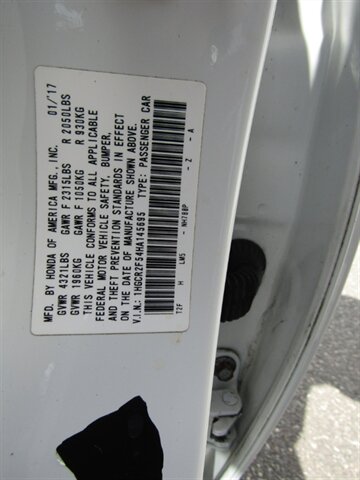 MFD. BY HONDA OF AMERICA MFG., INC. 01/'17
GVWR 4321LBS GAWR F 2315LBS R 2050LBS
GVWR 1960KG GAWR F 1050KG R 930KG
THIS VEHICLE CONFORMS TO ALL APPLICABLE
FEDERAL MOTOR VEHICLE SAFETY, BUMPER,
AND THEFT PREVENTION STANDARDS IN EFFECT
ON THE DATE OF MANUFACTURE SHOWN ABOVE.
V.I.N.: 1HGCR2F54HA145695 TYPE: PASSENGER CAR
T2F H LM5 - NH788P - Z - A